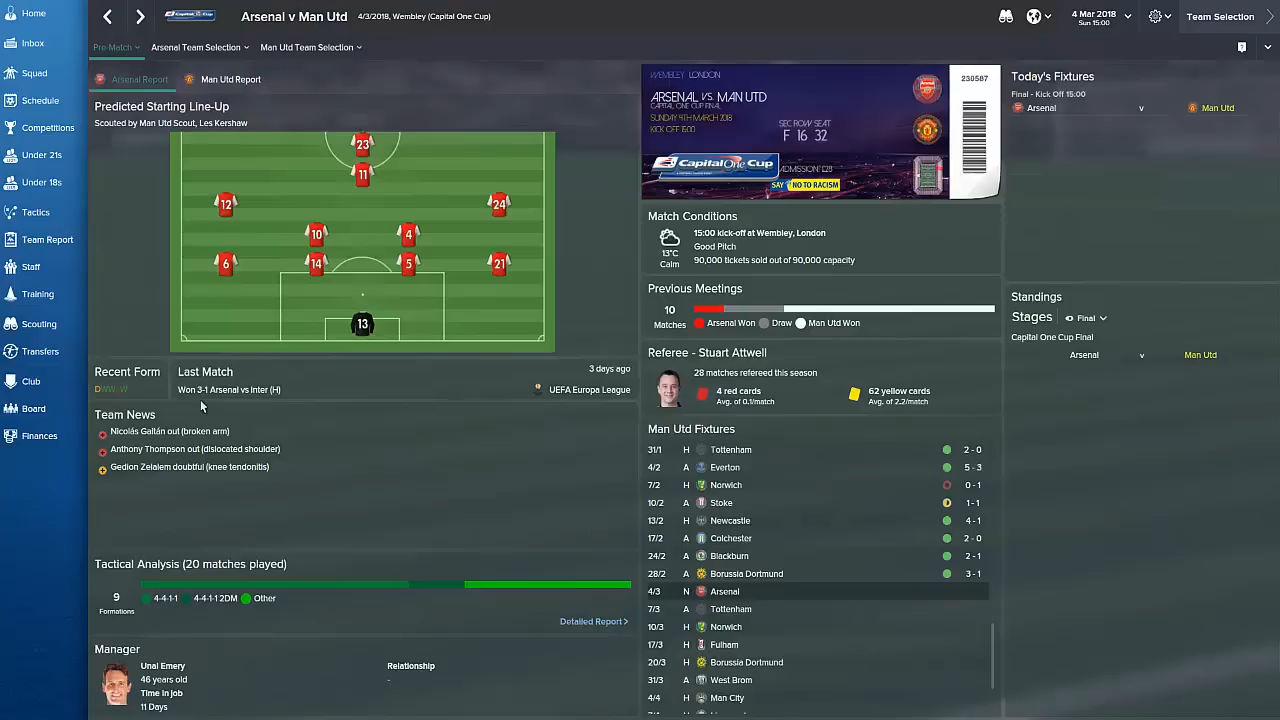 Home
Inbox
Squad
Schedule
Competitions
Under 21s
Under 18s
Tactics
Team Report
Staff
Training
Scouting
Transfers
Club
Board
Finances
Capital One Cup
Arsenal v Man Utd
4/3/2018, Wembley (Capital One Cup)
4 Mar 2018
Sun 15:00
Team Selection
Pre-Match
Arsenal Team Selection
Man Utd Team Selection
Arsenal Report
Man Utd Report
Predicted Starting Line-Up
Scouted by Man Utd Scout, Les Kershaw
23
11
12
24
10
4
6
14
5
21
13
Recent Form
Last Match
3 days ago
Won 3-1 Arsenal vs Inter (H)
UEFA Europa League
Team News
Nicolás Gaitán out (broken arm)
Anthony Thompson out (dislocated shoulder)
Gedion Zelalem doubtful (knee tendonitis)
Tactical Analysis (20 matches played)
9
Formations
4-4-1-1
4-4-1-1 2DM
Other
Detailed Report>
Manager
Unai Emery
46 years old
Time in job
11 Days
Relationship
-
WEMBLEY LONDON
ARSENAL VS. MAN UTD
CAPITAL ONE CUP FINAL
SUNDAY 4TH MARCH 2018
KICK OFF 15:00
SEC ROW SEAT
F 16 32
Capital One Cup
ADMISSION: £28
SAY NO TO RACISM
230587
Match Conditions
13°C
Calm
15:00 kick-off at Wembley, London
Good Pitch
90,000 tickets sold out of 90,000 capacity
Previous Meetings
10
Matches
Arsenal Won
Draw
Man Utd Won
Referee - Stuart Attwell
28 matches refereed this season
4 red cards
Avg. of 0.1/match
62 yellow cards
Avg. of 2.2/match
Man Utd Fixtures
31/1 H Tottenham 2-0
4/2 A Everton 5-3
7/2 H Norwich 0-1
10/2 A Stoke 1-1
13/2 H Newcastle 4-1
17/2 A Colchester 2-0
24/2 A Blackburn 2-1
28/2 A Borussia Dortmund 3-1
4/3 N Arsenal
7/3 A Tottenham
10/3 H Norwich
17/3 H Fulham
20/3 H Borussia Dortmund
31/3 A West Brom
4/4 H Man City
Today's Fixtures
Final - Kick Off 15:00
Arsenal v Man Utd
Standings
Stages
Final
Capital One Cup Final
Arsenal v Man Utd